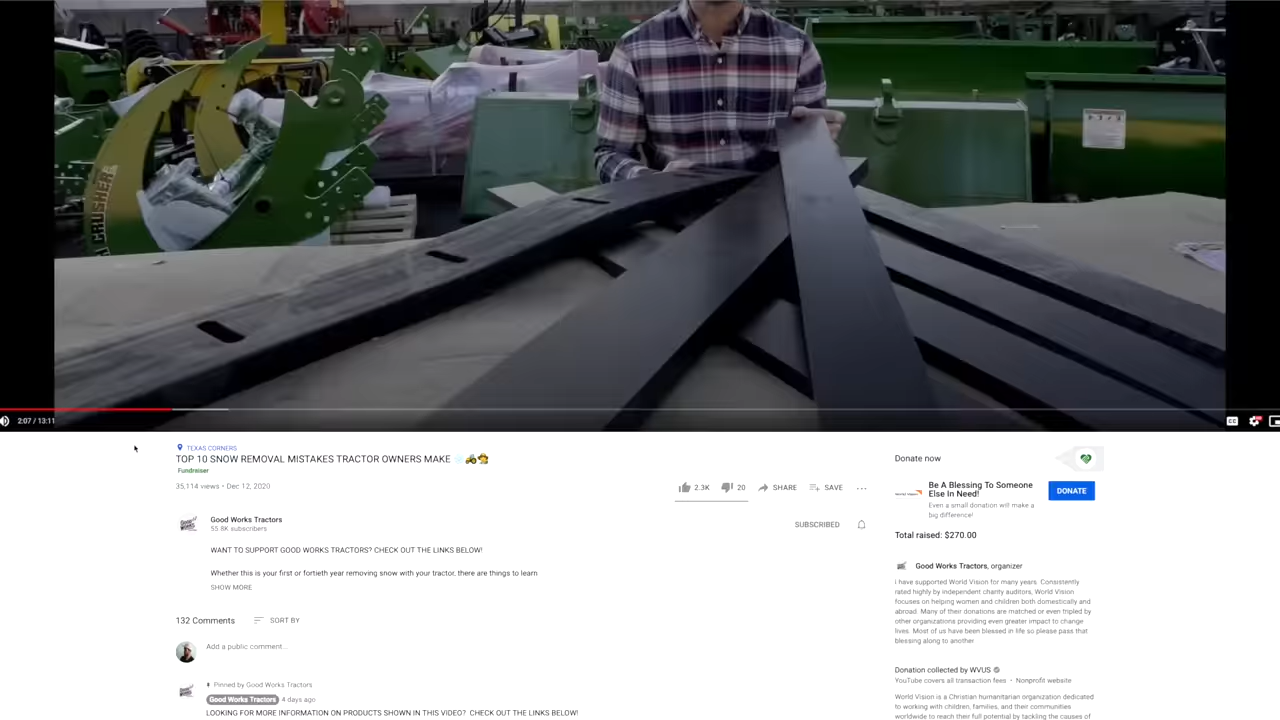 CRUSHER
2:07 / 13:11
CC
TEXAS CORNERS
TOP 10 SNOW REMOVAL MISTAKES TRACTOR OWNERS MAKE ❄️🚜🤠
Fundraiser
35,114 views • Dec 12, 2020
2.3K 20 SHARE SAVE ...
Good Works Tractors
55.8K subscribers
SUBSCRIBED
WANT TO SUPPORT GOOD WORKS TRACTORS? CHECK OUT THE LINKS BELOW!
Whether this is your first or fortieth year removing snow with your tractor, there are things to learn
SHOW MORE
132 Comments SORT BY
Add a public comment...
Pinned by Good Works Tractors
Good Works Tractors 4 days ago
LOOKING FOR MORE INFORMATION ON PRODUCTS SHOWN IN THIS VIDEO? CHECK OUT THE LINKS BELOW!
Donate now
Be A Blessing To Someone
Else In Need!
Even a small donation will make a
big difference!
DONATE
Total raised: $270.00
Good Works Tractors, organizer
I have supported World Vision for many years. Consistently
rated highly by independent charity auditors, World Vision
focuses on helping women and children both domestically and
abroad. Many of their donations are matched or even tripled by
other organizations providing even greater impact to change
lives. Most of us have been blessed in life so please pass that
blessing along to another
Donation collected by WVUS
YouTube covers all transaction fees • Nonprofit website
World Vision is a Christian humanitarian organization dedicated
to working with children, families, and their communities
worldwide to reach their full potential by tackling the causes of